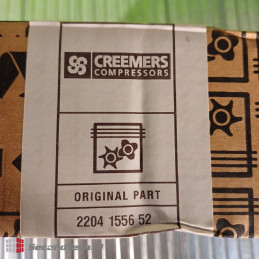 CREEMERS
COMPRESSORS
ORIGINAL PART
2204 1556 52